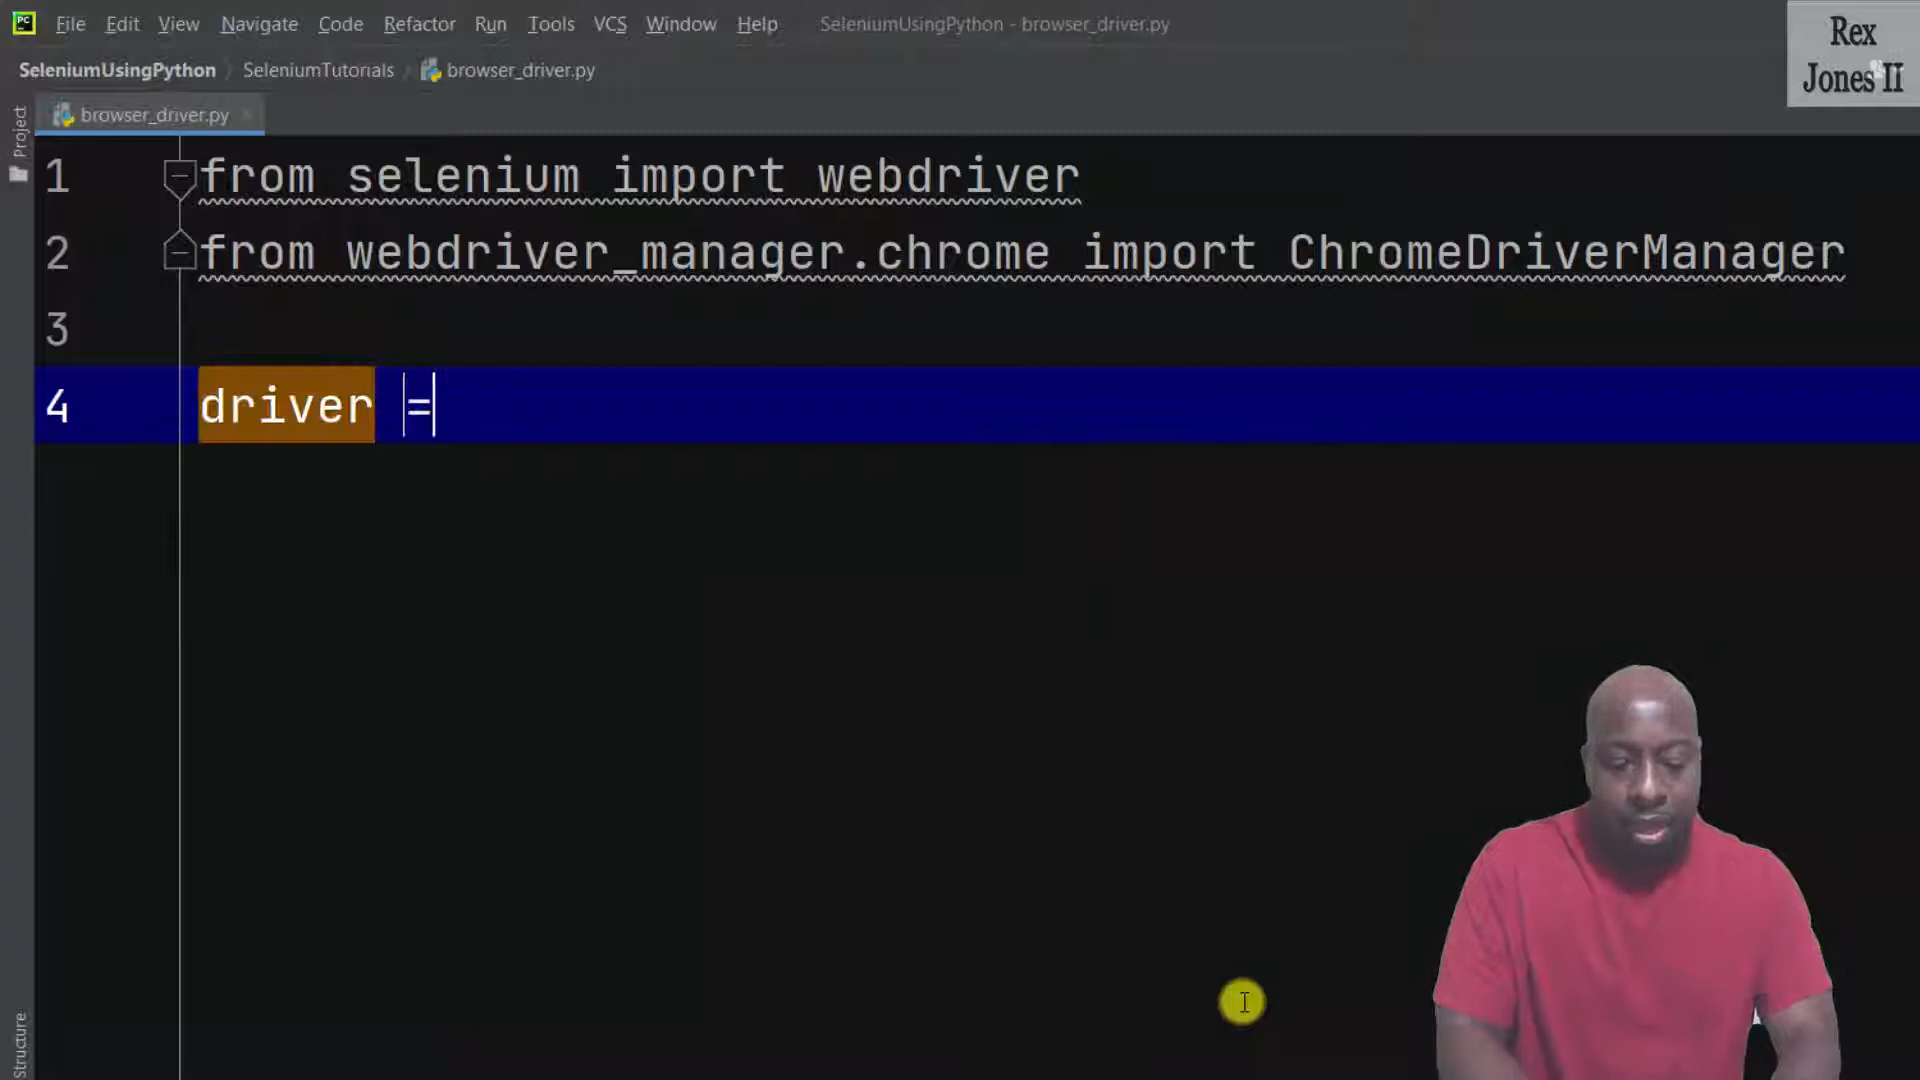 File Edit View Navigate Code Refactor Run Tools VCS Window Help SeleniumUsingPython - browser_driver.py
Rex
Jones II
SeleniumUsingPython SeleniumTutorials browser_driver.py
browser_driver.py
Project
1 from selenium import webdriver
2 from webdriver_manager.chrome import ChromeDriverManager
3
4 driver =
Structure